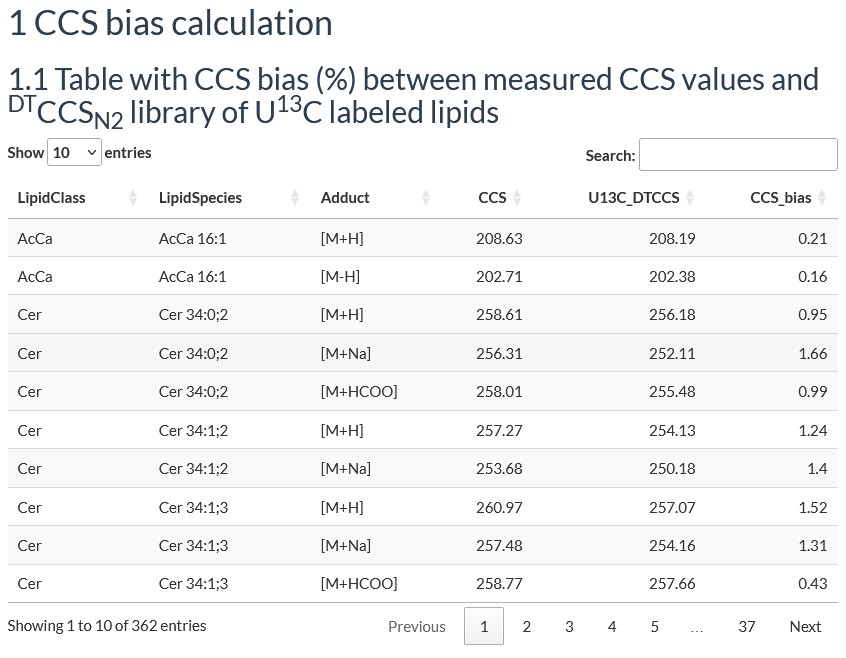 1 CCS bias calculation
1.1 Table with CCS bias (%) between measured CCS values and
DTCCSN2 library of U13C labeled lipids
Show 10 entries Search:
LipidClass LipidSpecies Adduct CCS U13C_DTCCS CCS_bias
AcCa AcCa 16:1 [M+H] 208.63 208.19 0.21
AcCa AcCa 16:1 [M-H] 202.71 202.38 0.16
Cer Cer 34:0;2 [M+H] 258.61 256.18 0.95
Cer Cer 34:0;2 [M+Na] 256.31 252.11 1.66
Cer Cer 34:0;2 [M+HCOO] 258.01 255.48 0.99
Cer Cer 34:1;2 [M+H] 257.27 254.13 1.24
Cer Cer 34:1;2 [M+Na] 253.68 250.18 1.4
Cer Cer 34:1;3 [M+H] 260.97 257.07 1.52
Cer Cer 34:1;3 [M+Na] 257.48 254.16 1.31
Cer Cer 34:1;3 [M+HCOO] 258.77 257.66 0.43
Showing 1 to 10 of 362 entries Previous 1 2 3 4 5 … 37 Next